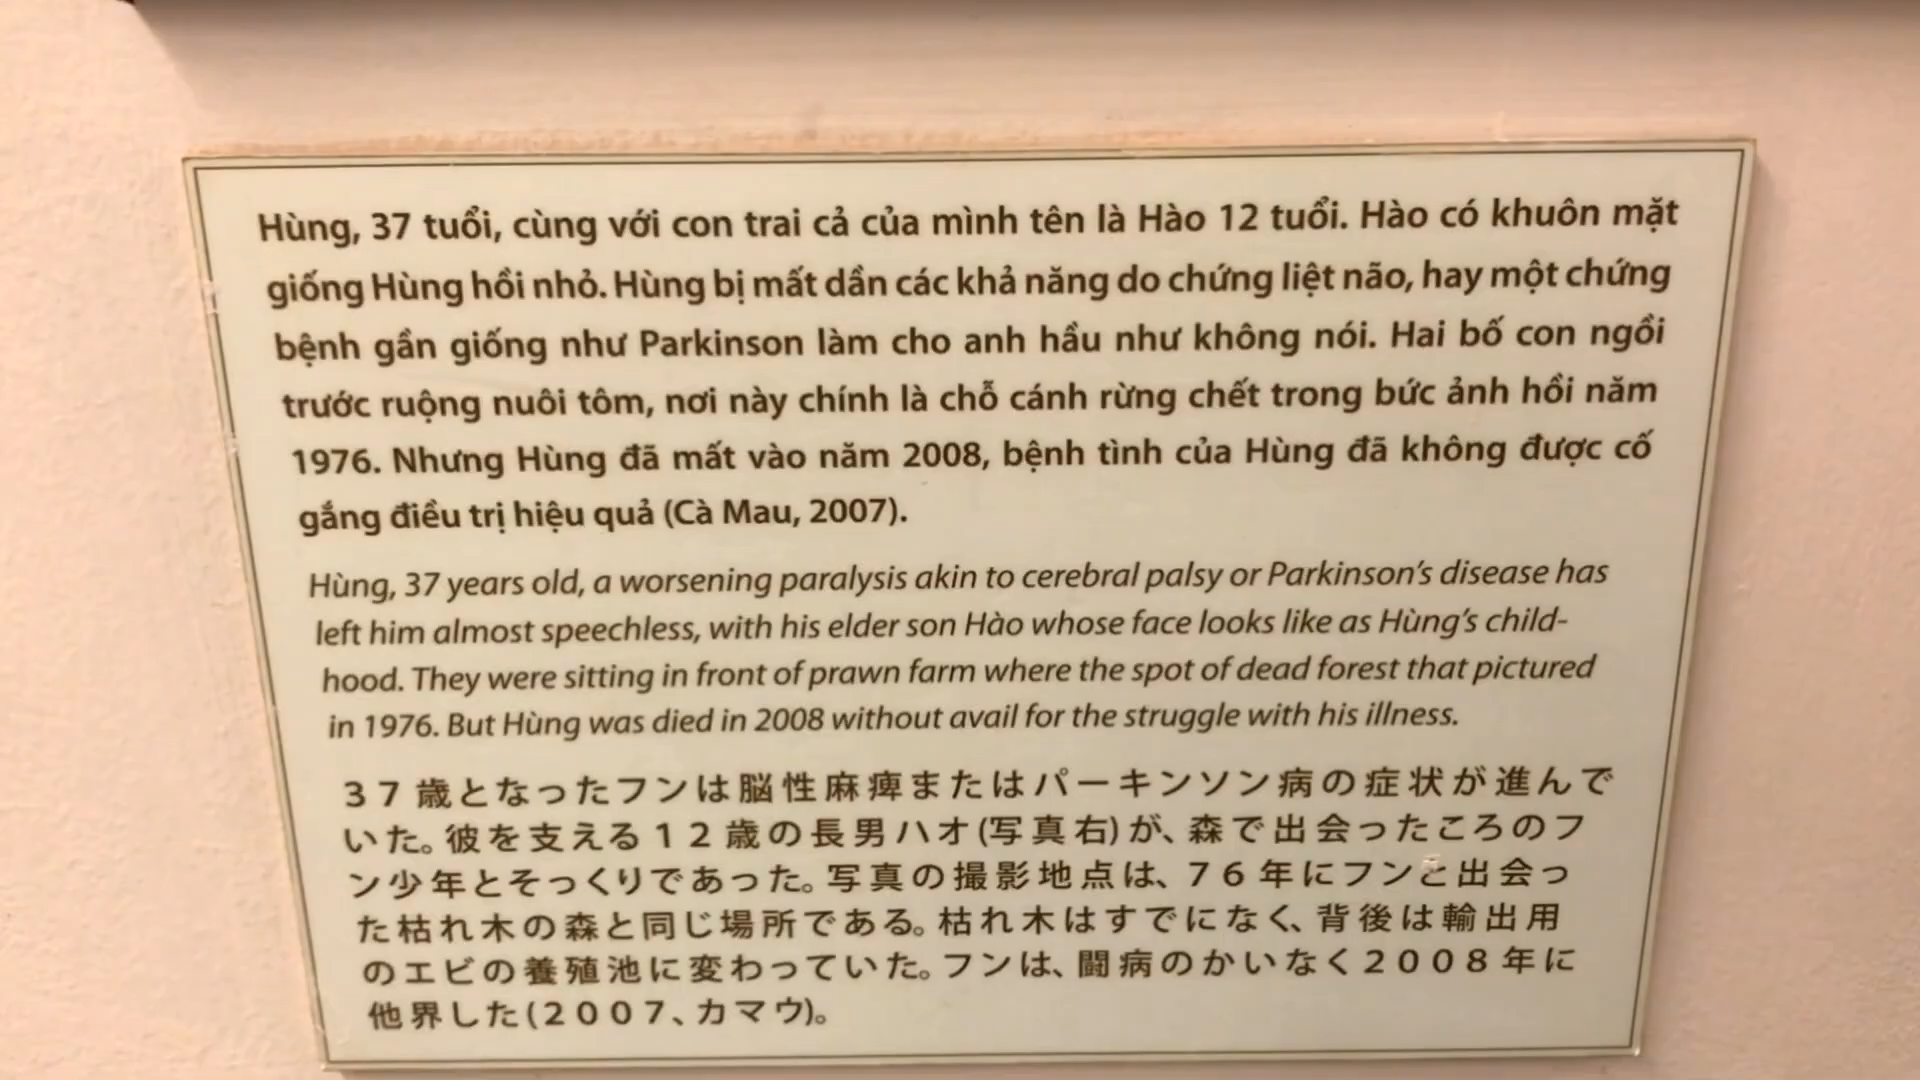 Hùng, 37 tuổi, cùng với con trai cả của mình tên là Hào 12 tuổi. Hào có khuôn mặt
giống Hùng hồi nhỏ. Hùng bị mất dần các khả năng do chứng liệt não, hay một chứng
bệnh gần giống như Parkinson làm cho anh hầu như không nói. Hai bố con ngồi
trước ruộng nuôi tôm, nơi này chính là chỗ cánh rừng chết trong bức ảnh hồi năm
1976. Nhưng Hùng đã mất vào năm 2008, bệnh tình của Hùng đã không được cố
gắng điều trị hiệu quả (Cà Mau, 2007).
Hùng, 37 years old, a worsening paralysis akin to cerebral palsy or Parkinson's disease has
left him almost speechless, with his elder son Hào whose face looks like as Hùng's child-
hood. They were sitting in front of prawn farm where the spot of dead forest that pictured
in 1976. But Hùng was died in 2008 without avail for the struggle with his illness.
３７歳となったフンは脳性麻痺またはパーキンソン病の症状が進んで
いた。彼を支える１２歳の長男ハオ(写真右)が、森で出会ったころのフ
ン少年とそっくりであった。写真の撮影地点は、７６年にフンと出会っ
た枯れ木の森と同じ場所である。枯れ木はすでになく、背後は輸出用
のエビの養殖池に変わっていた。フンは、闘病のかいなく２００８年に
他界した(２００７、カマウ)。